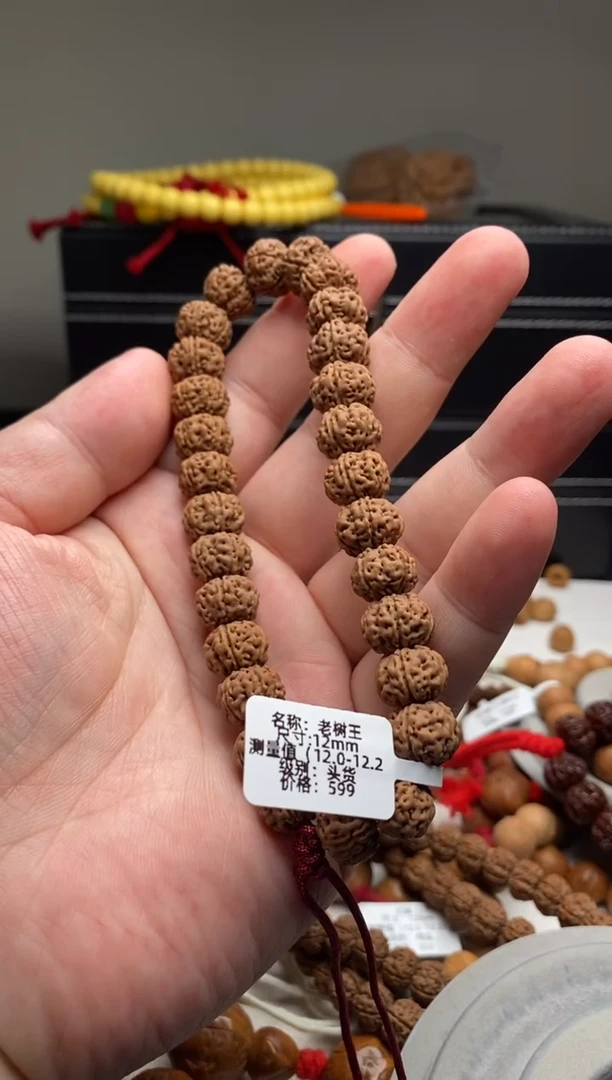 名称：老树王
尺寸:12mm
测量值（12.0-12.2
级别：头货
价格：599